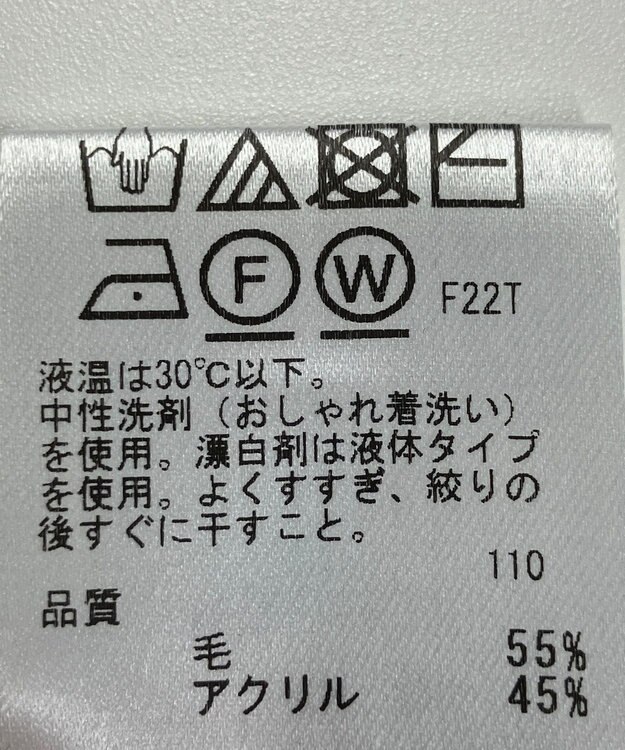 F
W
F22T
液温は30℃以下。
中性洗剤（おしゃれ着洗い）
を使用。漂白剤は液体タイプ
を使用。よくすすぎ、絞りの
後すぐに干すこと。
110
品質
毛 55%
アクリル 45%